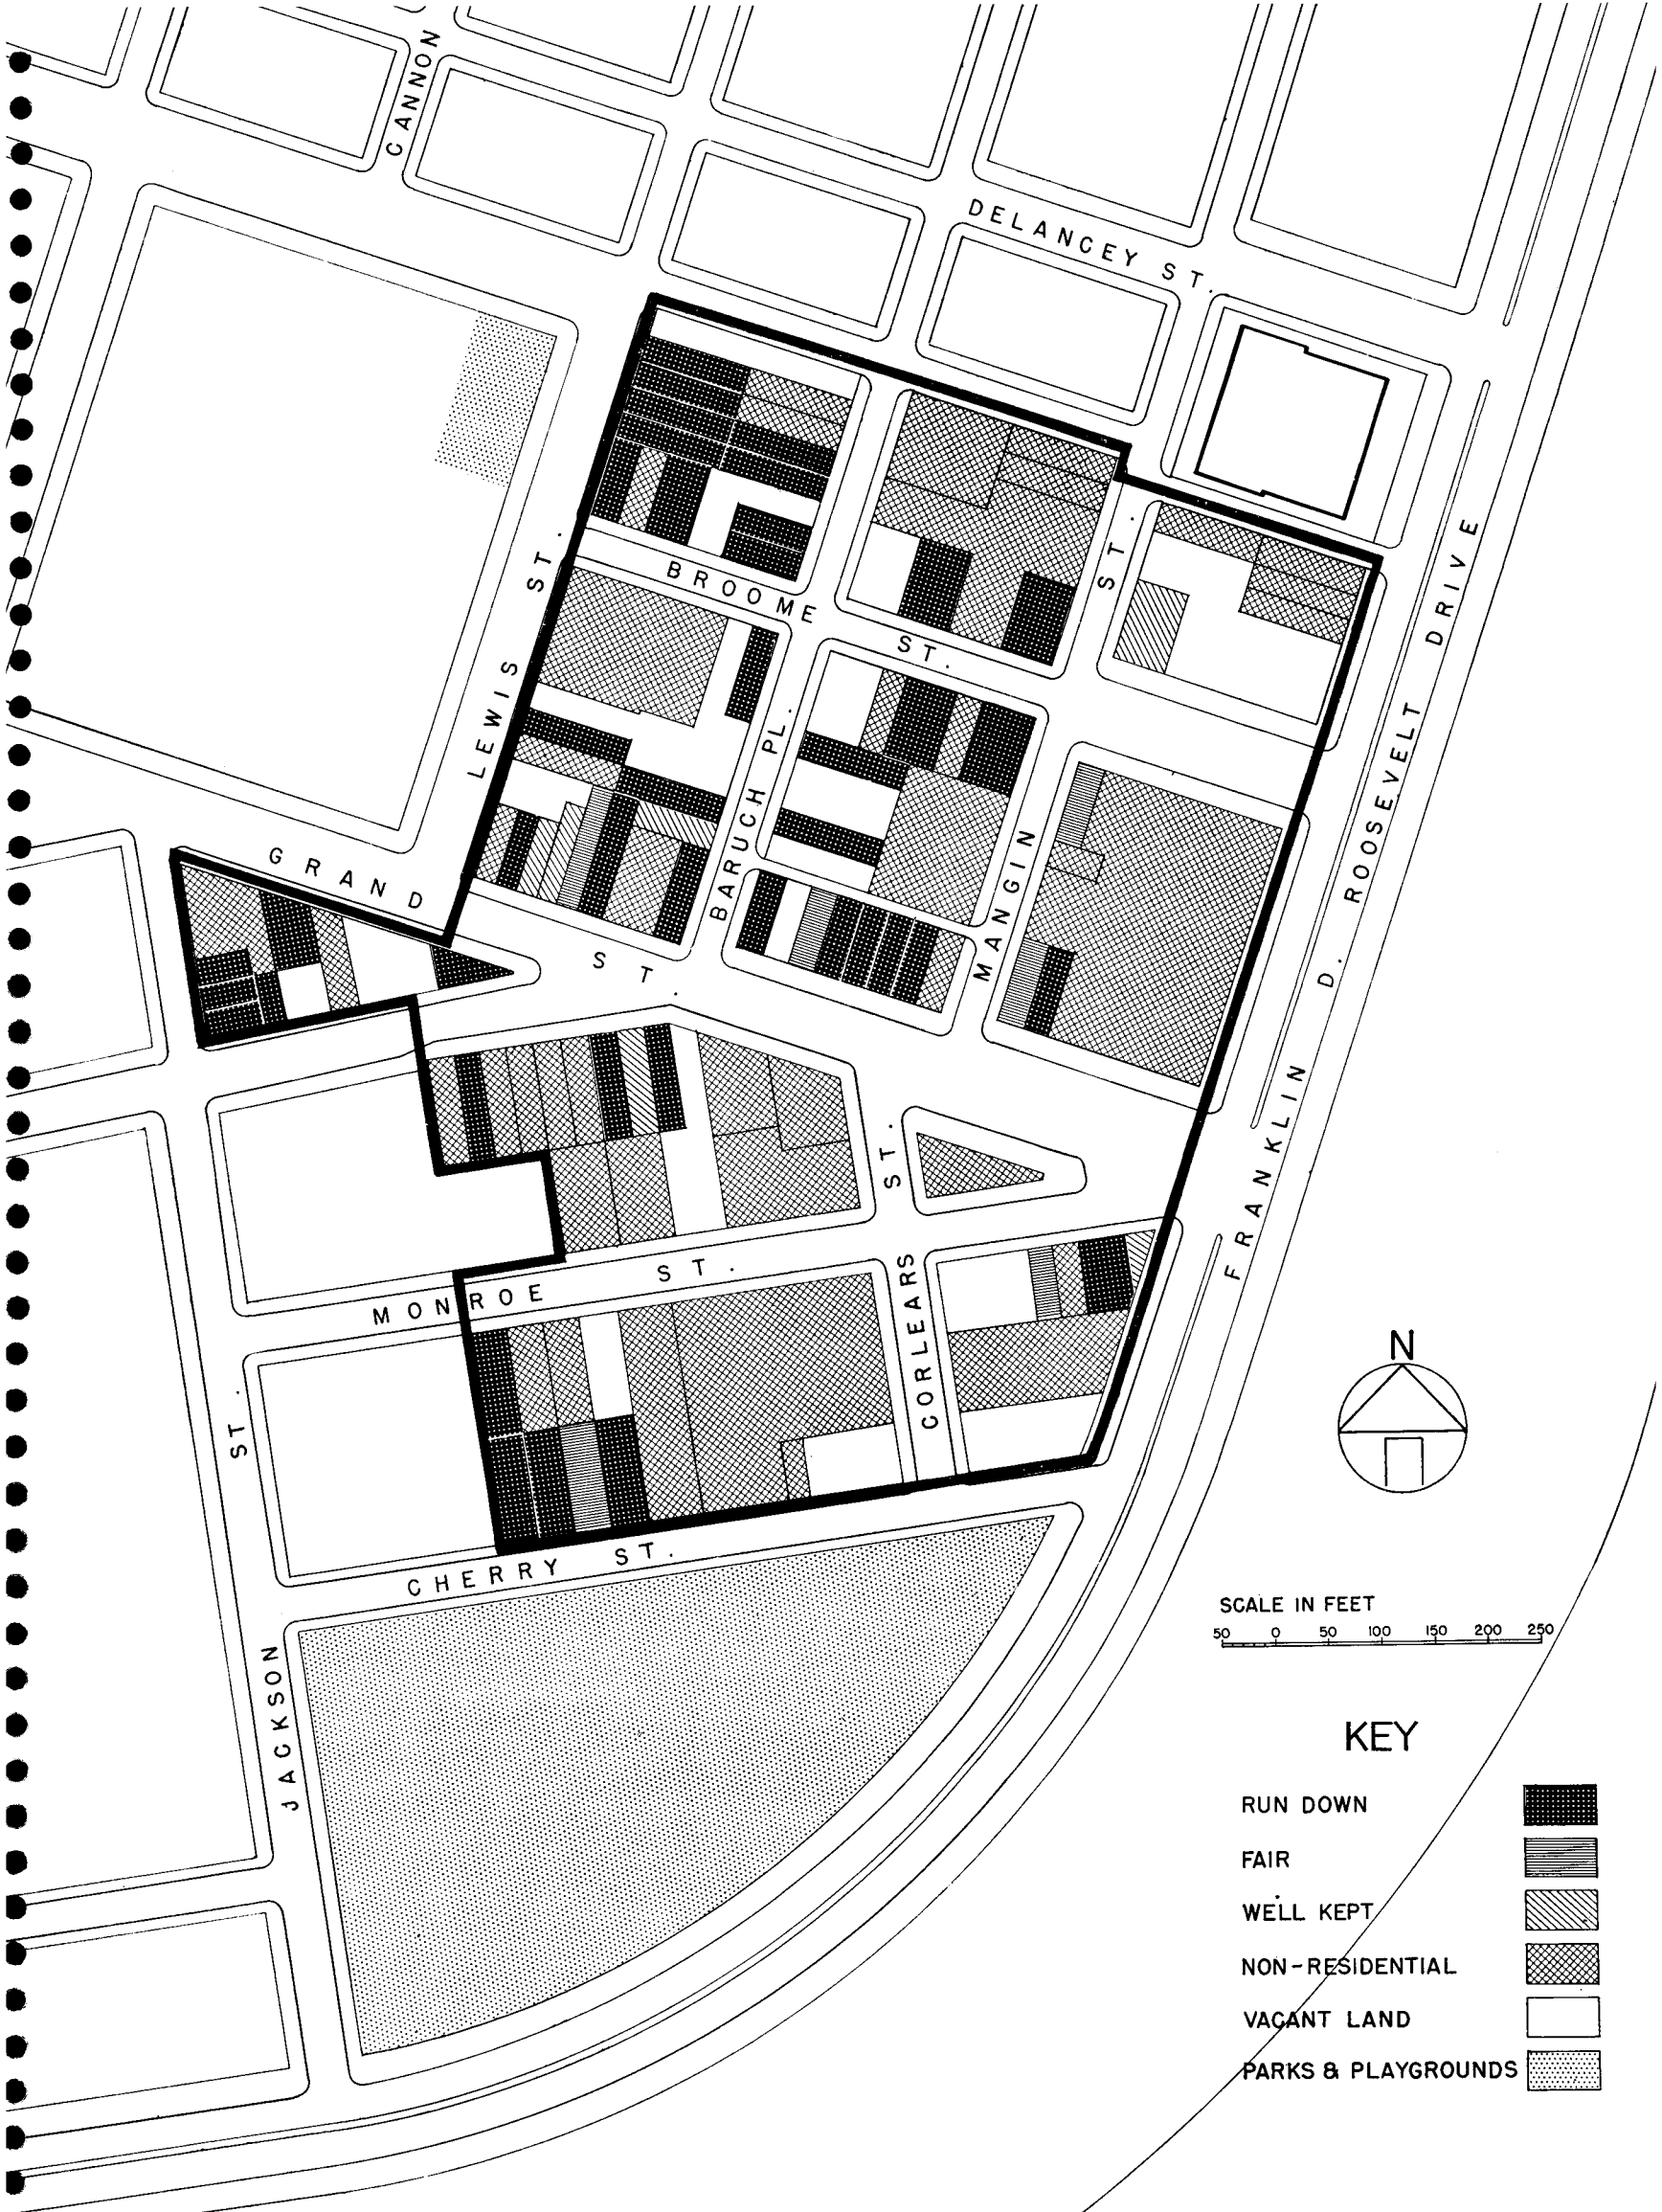 CANNON
DELANCEY ST.
BROOME ST.
LEWIS ST.
BARUCH PL.
MANGIN ST.
GRAND ST.
FRANKLIN D. ROOSEVELT DRIVE
MONROE ST.
CORLEARS ST.
CHERRY ST.
JACKSON ST.
N
SCALE IN FEET
50 0 50 100 150 200 250
KEY
RUN DOWN
FAIR
WELL KEPT
NON-RESIDENTIAL
VACANT LAND
PARKS & PLAYGROUNDS